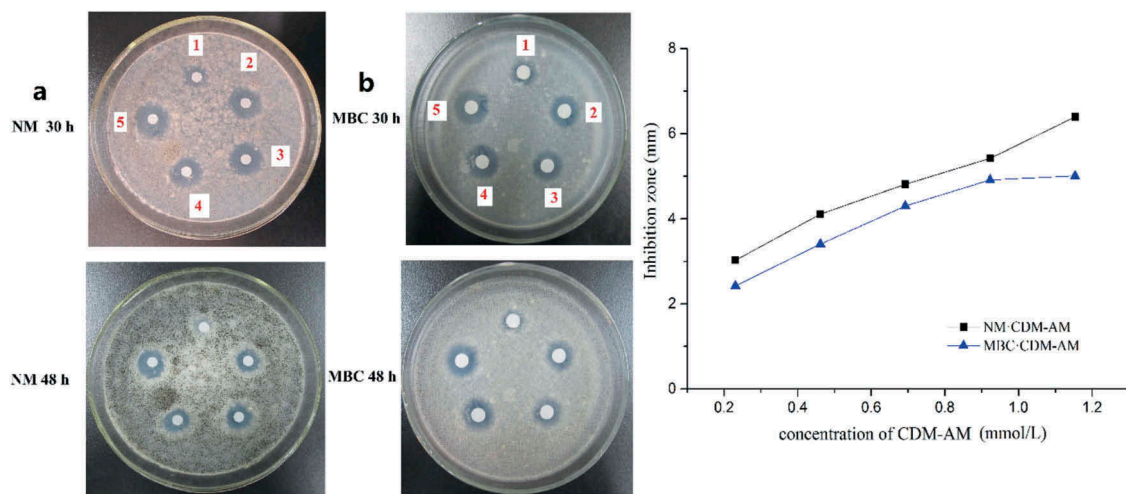 a
NM 30 h
1
2
3
4
5
b
MBC 30 h
1
2
3
4
5
NM 48 h
MBC 48 h
Inhibition zone (mm)
8
6
4
2
0
NM·CDM-AM
MBC·CDM-AM
0.2 0.4 0.6 0.8 1.0 1.2
concentration of CDM-AM (mmol/L)